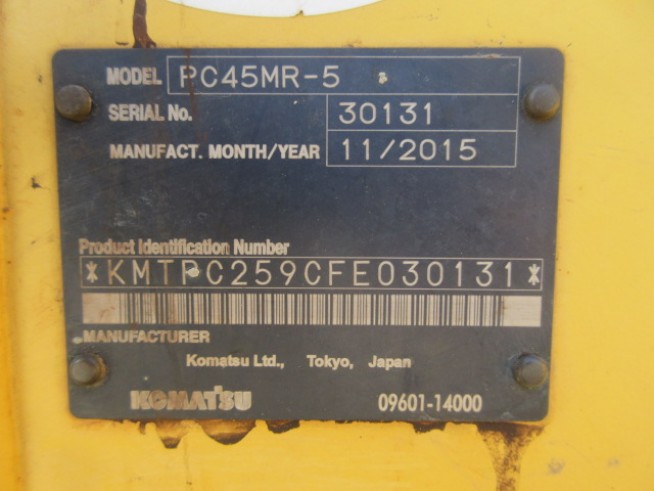 MODEL PC45MR-5
SERIAL No. 30131
MANUFACT. MONTH/YEAR 11/2015
Product Identification Number
*KMTPC259CFE030131*
MANUFACTURER
Komatsu Ltd., Tokyo, Japan
KOMATSU 09601-14000